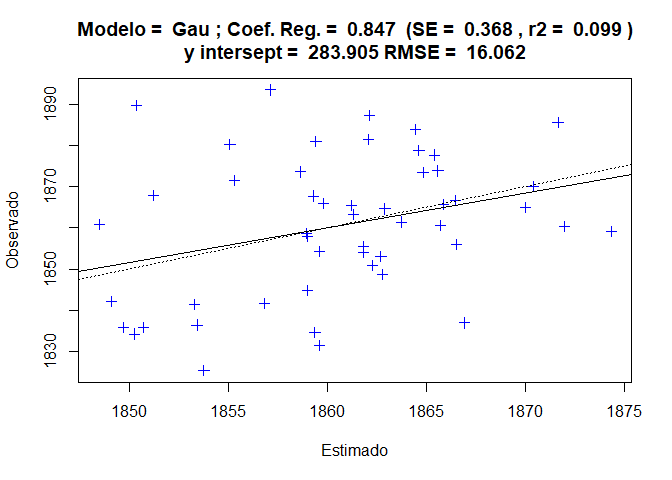 Modelo = Gau ; Coef. Reg. = 0.847 (SE = 0.368 , r2 = 0.099 )
y intersept = 283.905 RMSE = 16.062
1890
1870
1850
1830
Observado
1850 1855 1860 1865 1870 1875
Estimado